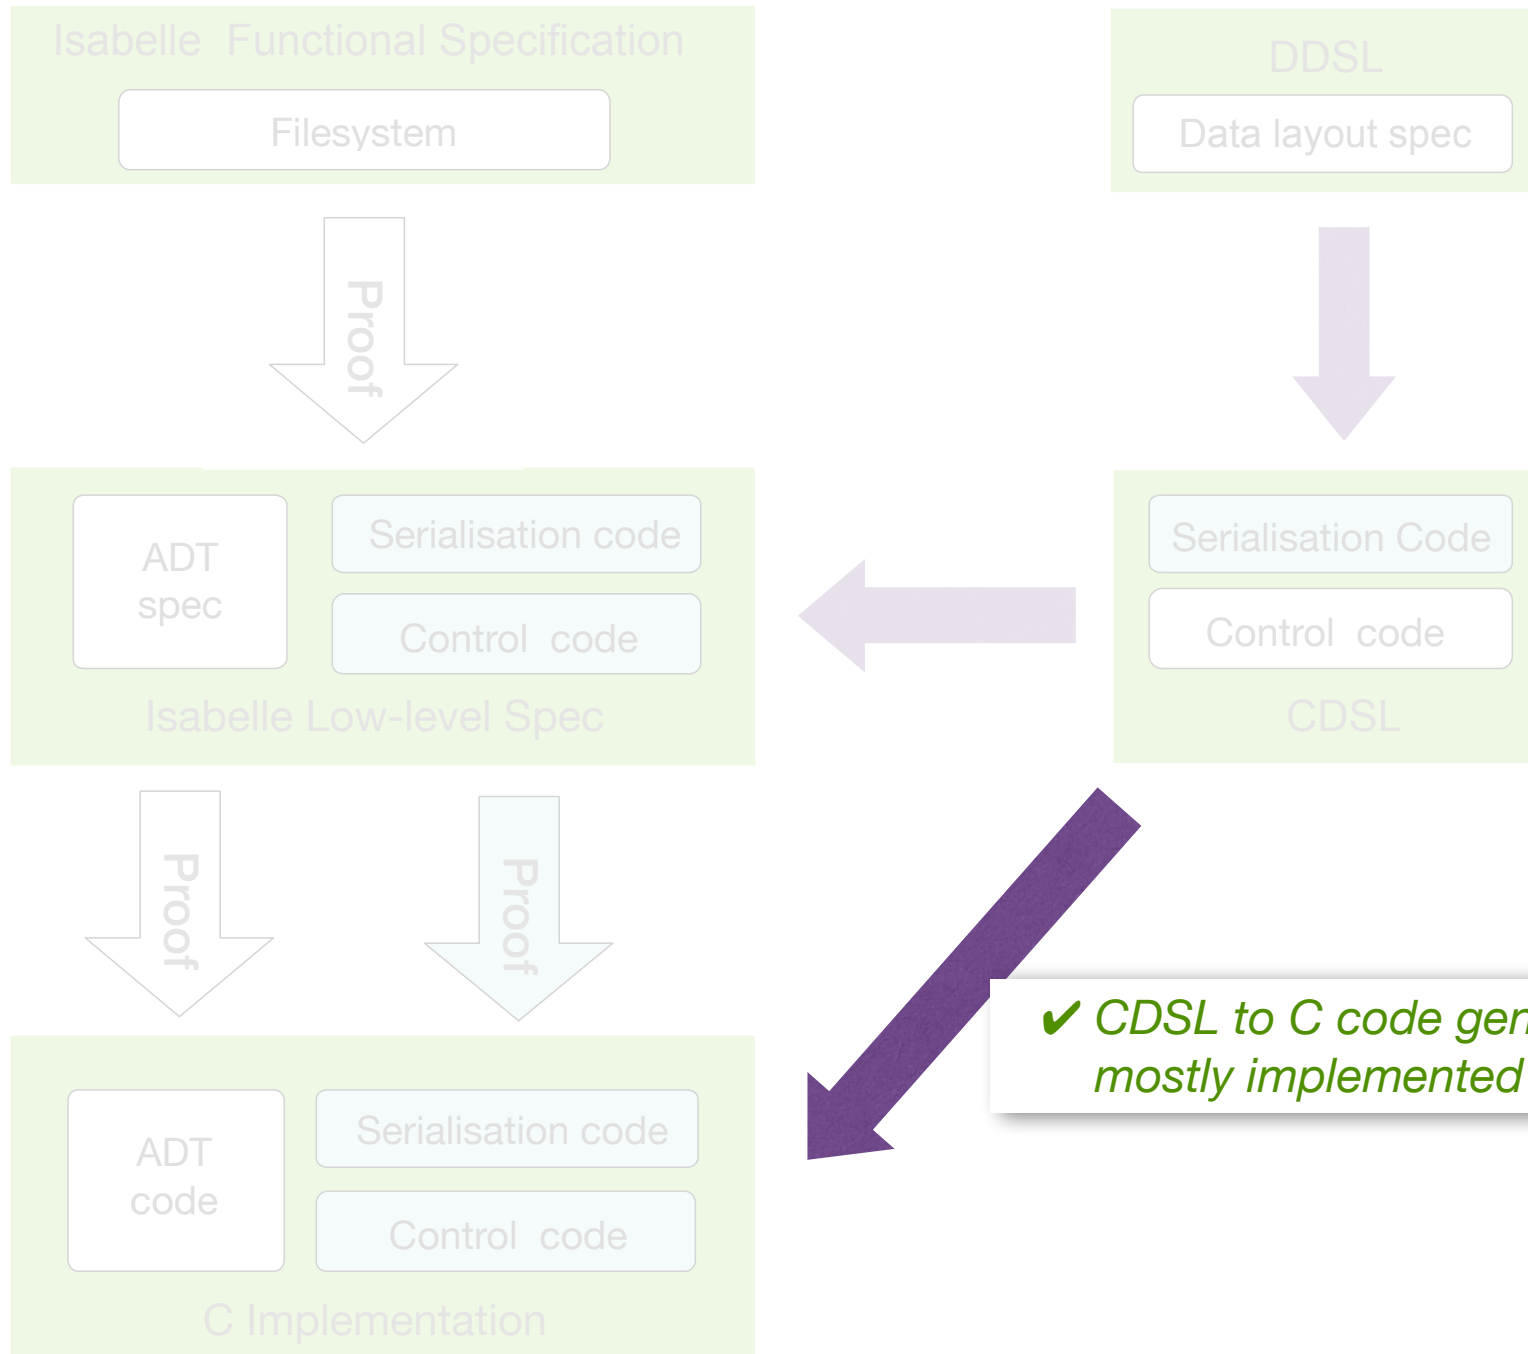 Isabelle Functional Specification
Filesystem
DDSL
Data layout spec
Proof
ADT
spec
Serialisation code
Control code
Isabelle Low-level Spec
Serialisation Code
Control code
CDSL
Proof
Proof
✔ CDSL to C code gen
mostly implemented
ADT
code
Serialisation code
Control code
C Implementation